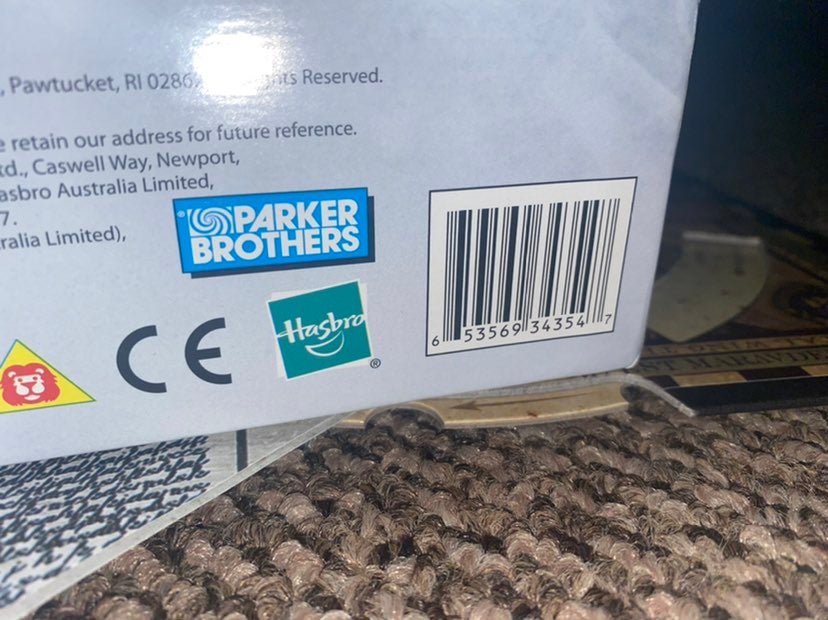 , Pawtucket, RI 0286 Reserved.
retain our address for future reference.
td., Caswell Way, Newport,
asbro Australia Limited,
7.
ralia Limited),
PARKER
BROTHERS
CE
Hasbro
®
6 53569 34354 7